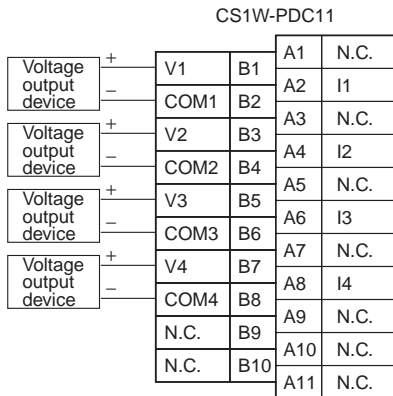 CS1W-PDC11
Voltage
output
device
+
–
Voltage
output
device
+
–
Voltage
output
device
+
–
Voltage
output
device
+
–
V1 B1
COM1 B2
V2 B3
COM2 B4
V3 B5
COM3 B6
V4 B7
COM4 B8
N.C. B9
N.C. B10
A1 N.C.
A2 I1
A3 N.C.
A4 I2
A5 N.C.
A6 I3
A7 N.C.
A8 I4
A9 N.C.
A10 N.C.
A11 N.C.